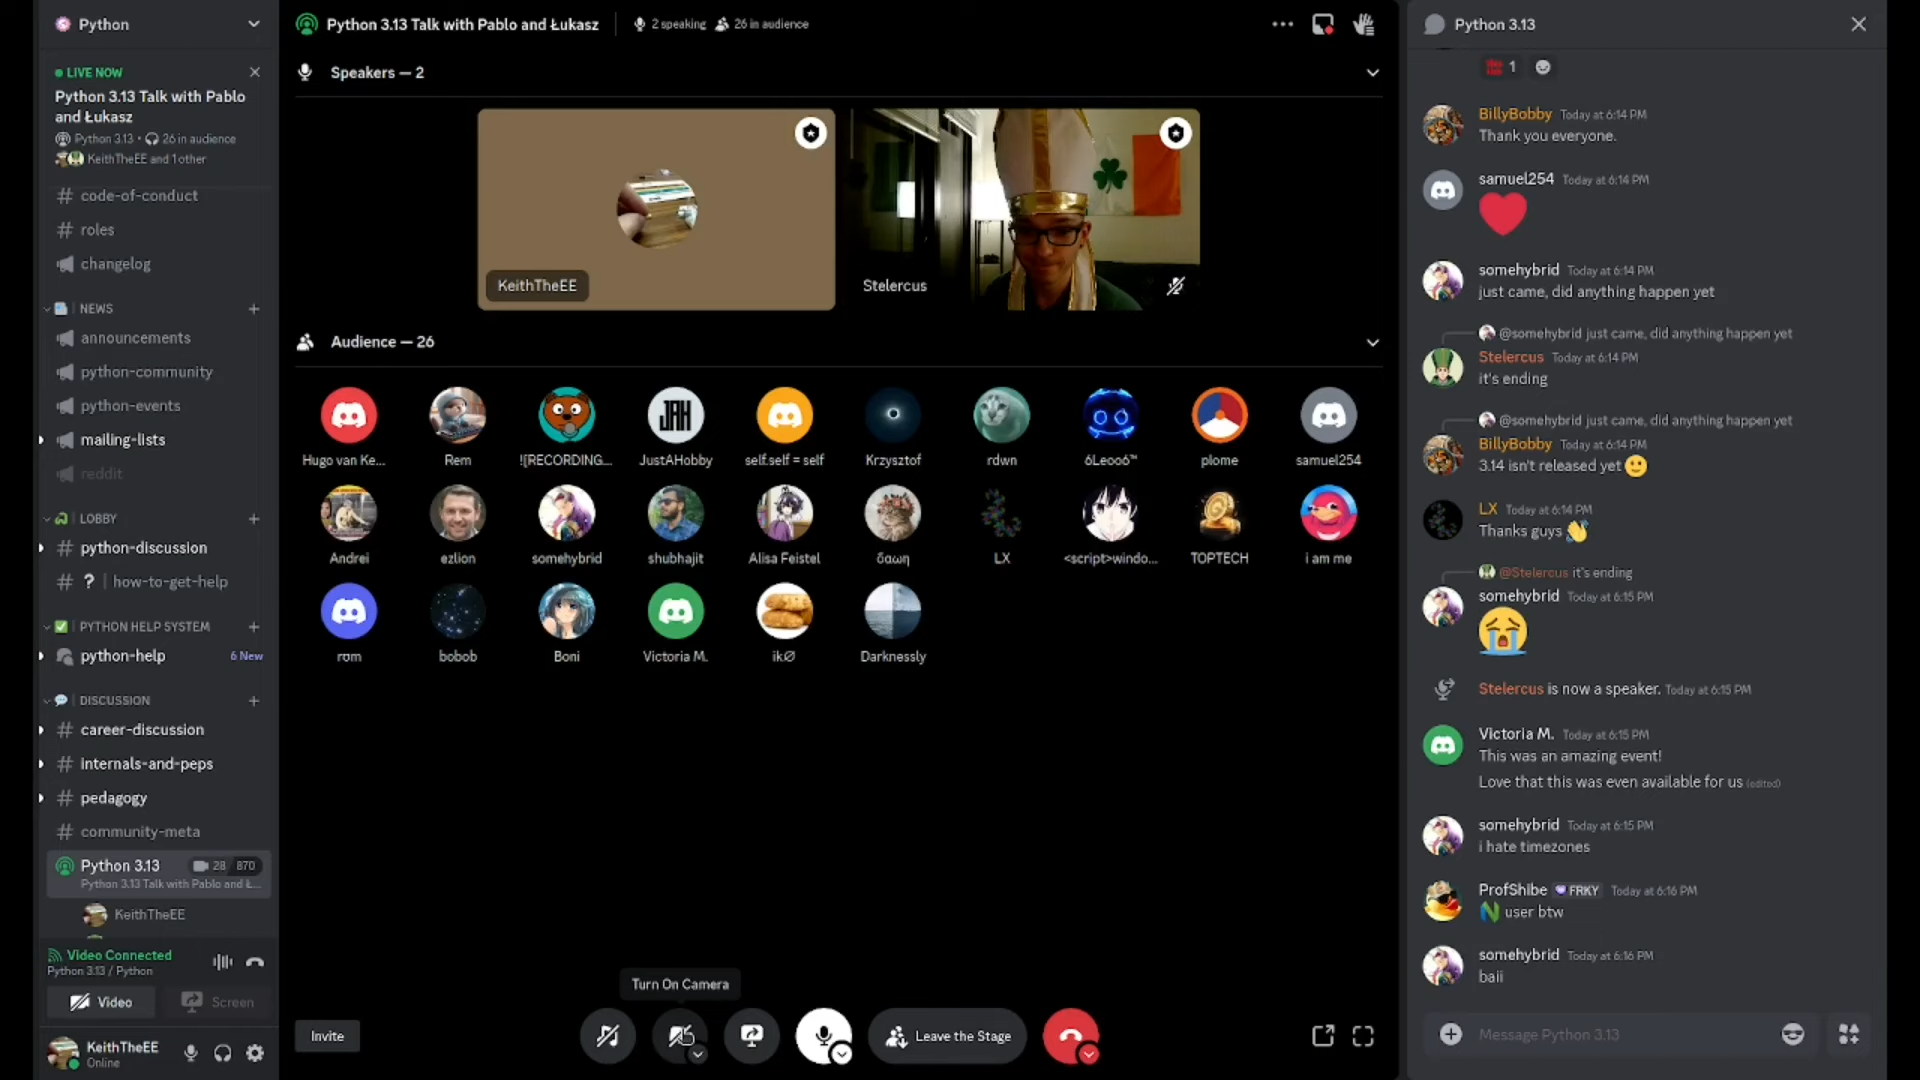 Python
LIVE NOW
Python 3.13 Talk with Pablo
and Łukasz
Python 3.13 • 26 in audience
KeithTheEE and 1 other
code-of-conduct
roles
changelog
NEWS
announcements
python-community
python-events
mailing-lists
reddit
LOBBY
python-discussion
? | how-to-get-help
PYTHON HELP SYSTEM
python-help 6 New
DISCUSSION
career-discussion
internals-and-peps
pedagogy
community-meta
Python 3.13 28 870
Python 3.13 Talk with Pablo and Ł...
KeithTheEE
Video Connected
Python 3.13 / Python
Video Screen
KeithTheEE
Online
Python 3.13 Talk with Pablo and Łukasz 2 speaking 26 in audience
Speakers — 2
KeithTheEE
Stelercus
Audience — 26
JAH
Hugo van Ke... Rem ![RECORDING... JustAHobby self.self = self Krzysztof rdwn 6Leoo6™ plome samuel254
Andrei ezlion somehybrid shubhajit Alisa Feistel δαωη LX <script>windo... TOPTECH i am me
rom bobob Boni Victoria M. ik∅ Darknessly
Turn On Camera
Invite
Leave the Stage
Python 3.13
1
BillyBobby Today at 6:14 PM
Thank you everyone.
samuel254 Today at 6:14 PM
somehybrid Today at 6:14 PM
just came, did anything happen yet
@somehybrid just came, did anything happen yet
Stelercus Today at 6:14 PM
it's ending
@somehybrid just came, did anything happen yet
BillyBobby Today at 6:14 PM
3.14 isn't released yet 🙂
LX Today at 6:14 PM
Thanks guys 👋
@Stelercus it's ending
somehybrid Today at 6:15 PM
Stelercus is now a speaker. Today at 6:15 PM
Victoria M. Today at 6:15 PM
This was an amazing event!
Love that this was even available for us (edited)
somehybrid Today at 6:15 PM
i hate timezones
ProfShibe FRKY Today at 6:16 PM
user btw
somehybrid Today at 6:16 PM
baii
Message Python 3.13